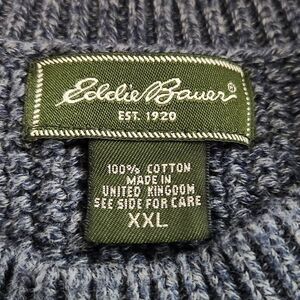 Eddie Bauer®
EST. 1920
100% COTTON
MADE IN
UNITED KINGDOM
SEE SIDE FOR CARE
XXL